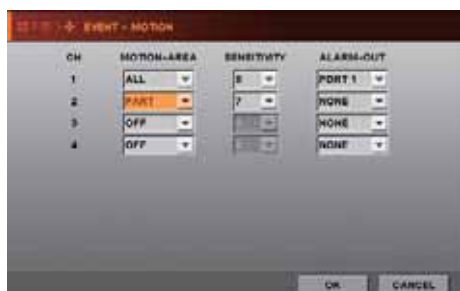 EVENT - MOTION
CH MOTION-AREA SENSITIVITY ALARM-OUT
1 ALL PORT 1
2 PART 7 NONE
3 OFF NONE
4 OFF NONE
OK CANCEL